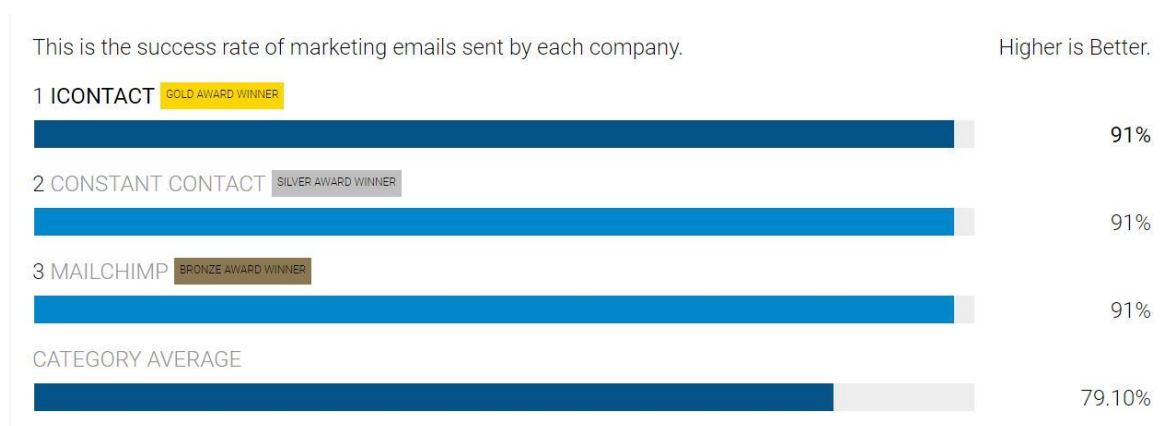 This is the success rate of marketing emails sent by each company. Higher is Better.
1 ICONTACT GOLD AWARD WINNER
91%
2 CONSTANT CONTACT SILVER AWARD WINNER
91%
3 MAILCHIMP BRONZE AWARD WINNER
91%
CATEGORY AVERAGE
79.10%